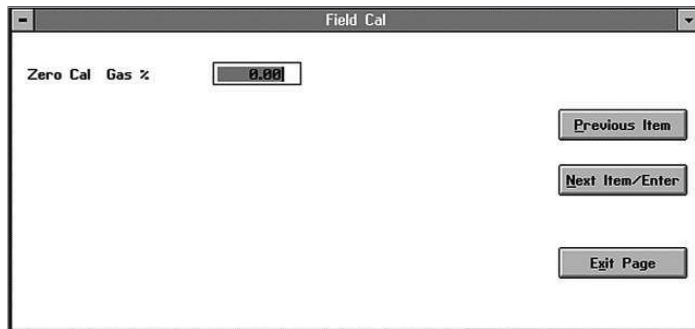 Field Cal
Zero Cal Gas % 0.00
Previous Item
Next Item/Enter
Exit Page